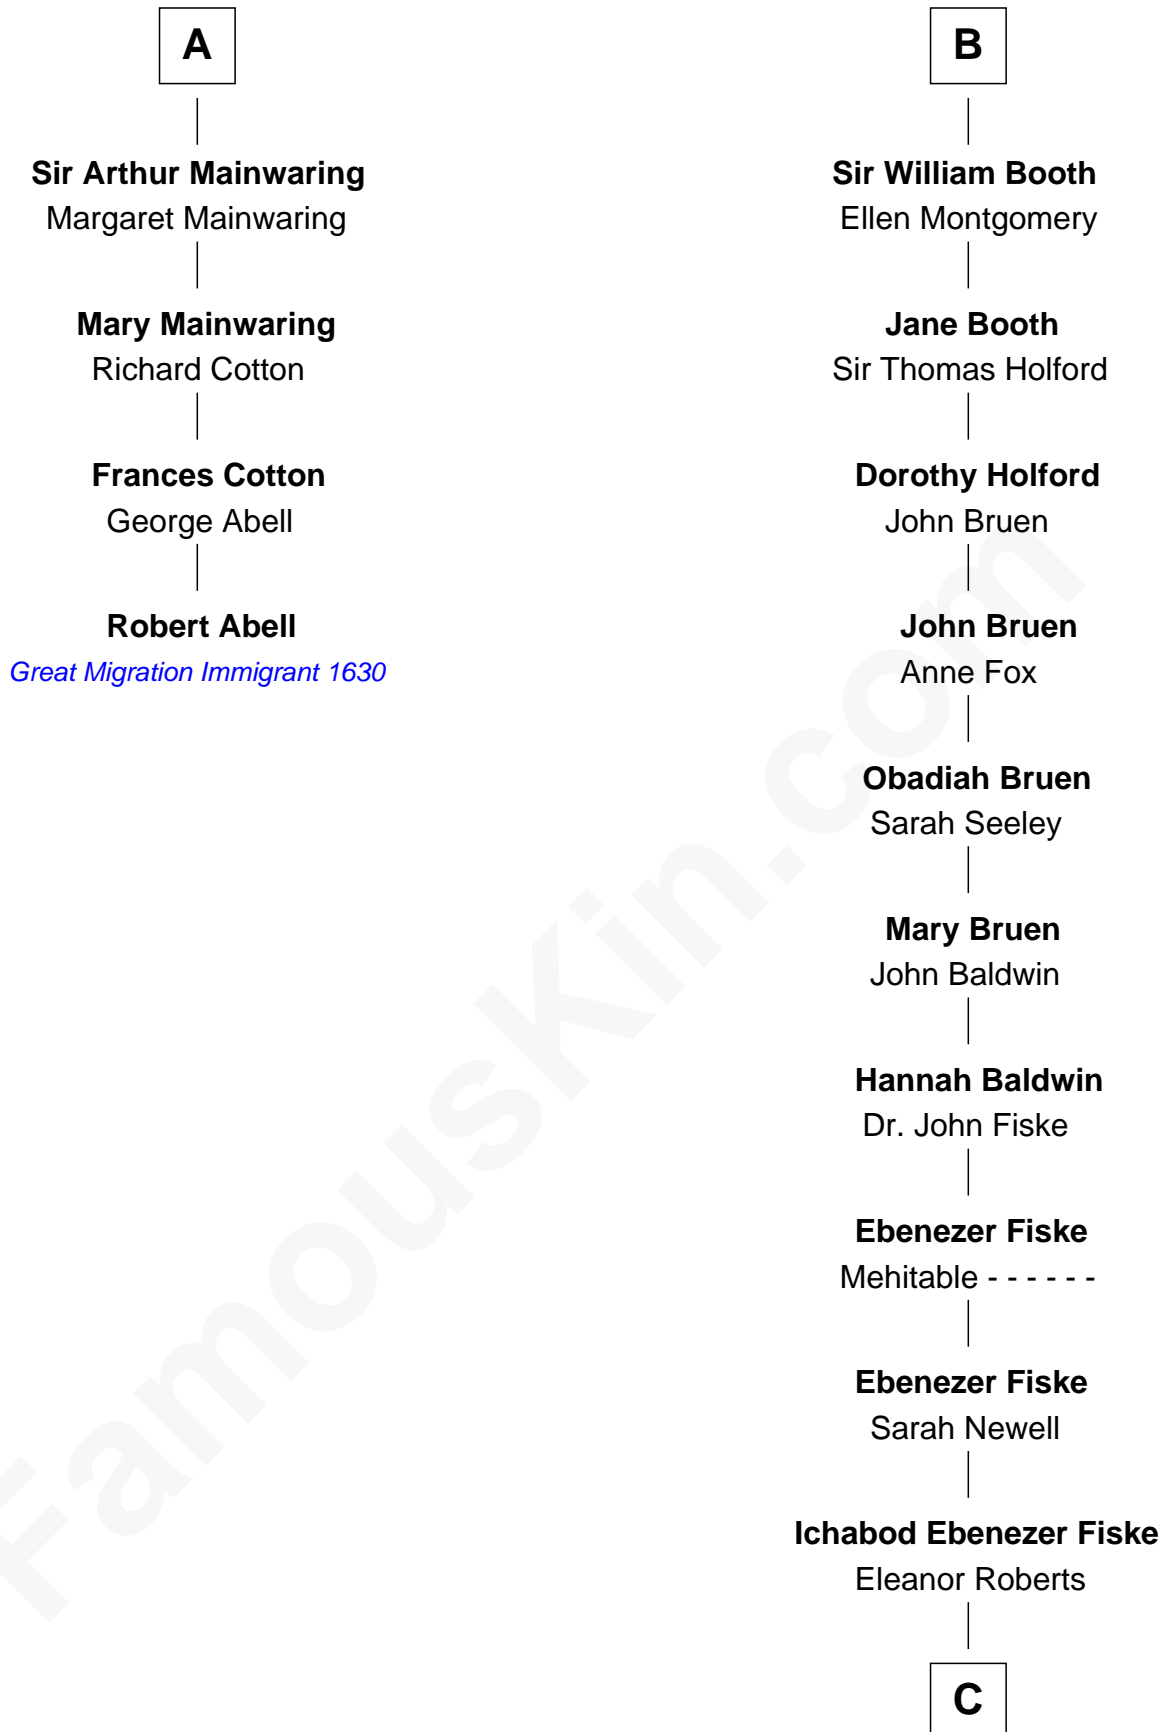 A
Sir Arthur Mainwaring
Margaret Mainwaring
Mary Mainwaring
Richard Cotton
Frances Cotton
George Abell
Robert Abell
Great Migration Immigrant 1630
B
Sir William Booth
Ellen Montgomery
Jane Booth
Sir Thomas Holford
Dorothy Holford
John Bruen
John Bruen
Anne Fox
Obadiah Bruen
Sarah Seeley
Mary Bruen
John Baldwin
Hannah Baldwin
Dr. John Fiske
Ebenezer Fiske
Mehitable - - - - - -
Ebenezer Fiske
Sarah Newell
Ichabod Ebenezer Fiske
Eleanor Roberts
C
FamousKin.com